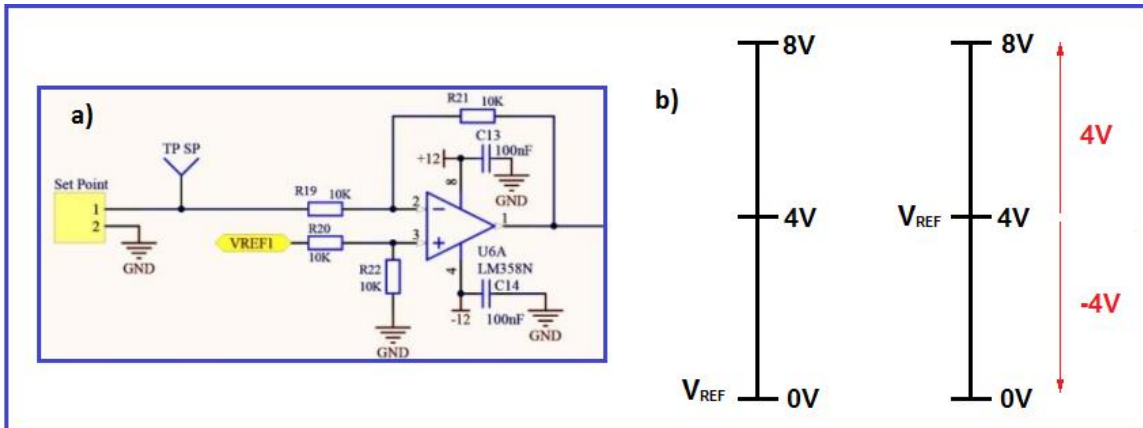 a)
R21 10K
C13
100nF
+12
8
GND
TP SP
Set Point
1
2
GND
R19 10K
2
1
VREF1
R20
10K
3
R22
10K
GND
U6A
LM358N
4
C14
-12
100nF
GND
b)
8V
4V
VREF 0V
8V
4V
VREF 4V
-4V
0V